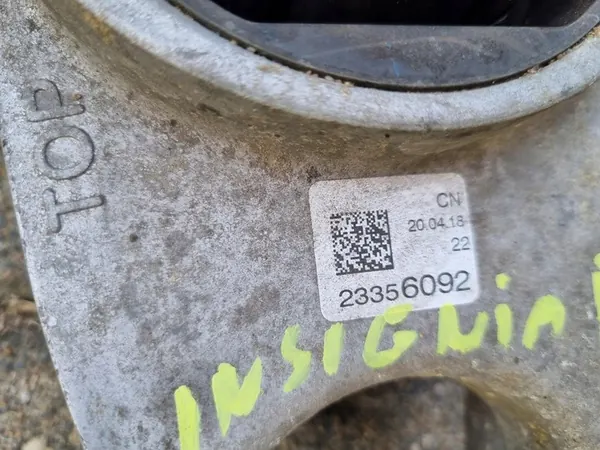 TOP
CN
20.04.18
22
23356092
INSIGNIA